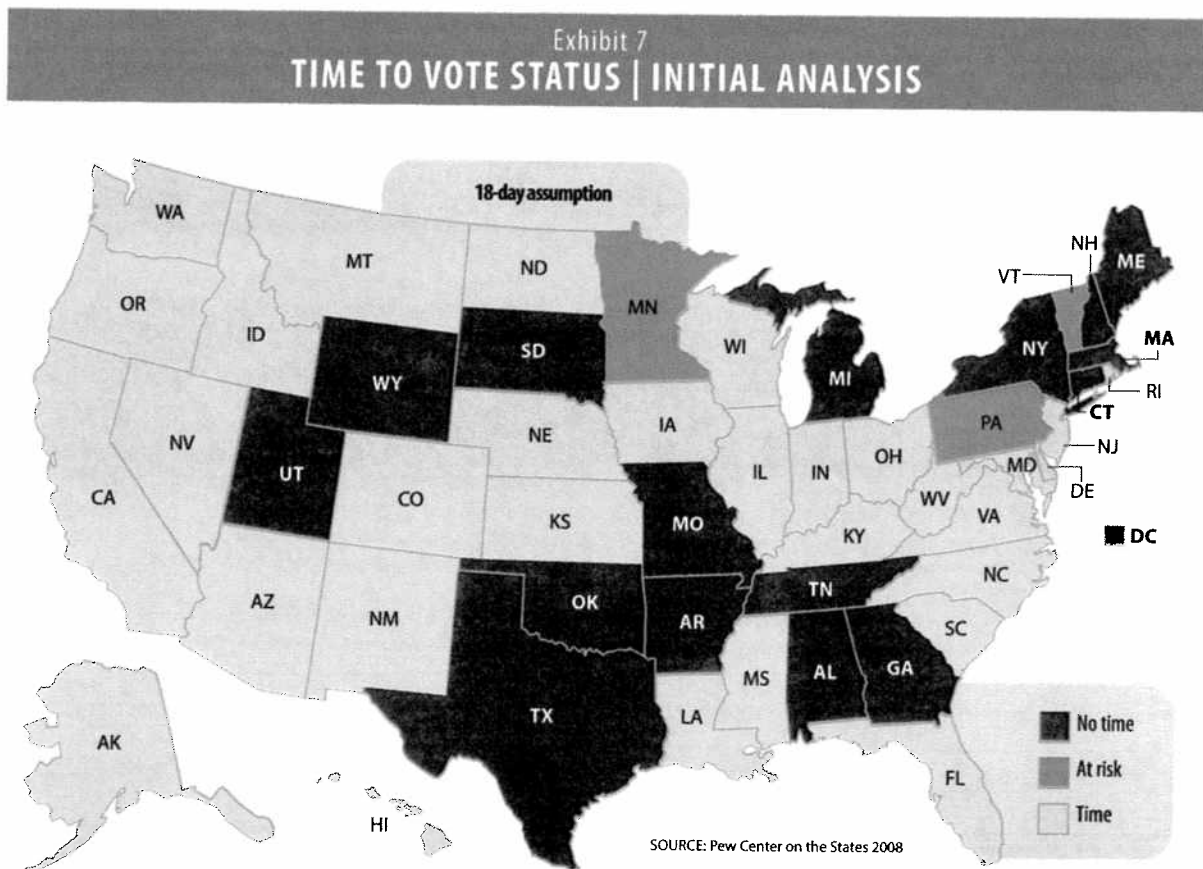 Exhibit 7
TIME TO VOTE STATUS | INITIAL ANALYSIS
18-day assumption
WA
MT
ND
MN
VT
NH
ME
OR
ID
SD
WI
NY
MA
WY
MI
RI
CT
IA
PA
NV
NE
NJ
OH
UT
IL
IN
MD
DE
CA
CO
WV
KS
MO
VA
KY
DC
NC
TN
AZ
OK
NM
AR
SC
MS
AL
GA
TX
LA
No time
AK
At risk
FL
Time
HI
SOURCE: Pew Center on the States 2008